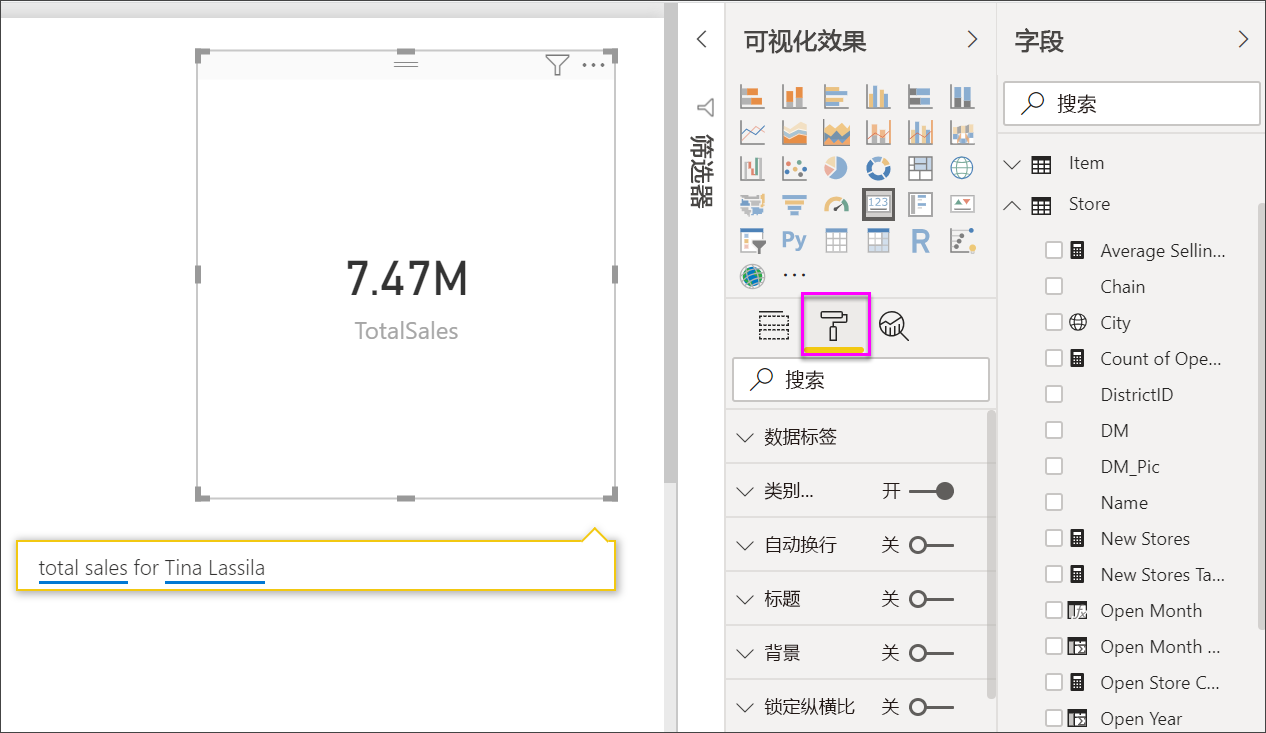 7.47M
TotalSales
total sales for Tina Lassila
筛选器
可视化效果
123
Py
R
搜索
数据标签
类别... 开
自动换行 关
标题 关
背景 关
锁定纵横比 关
字段
搜索
Item
Store
Average Sellin...
Chain
City
Count of Ope...
DistrictID
DM
DM_Pic
Name
New Stores
New Stores Ta...
Open Month
Open Month ...
Open Store C...
Open Year